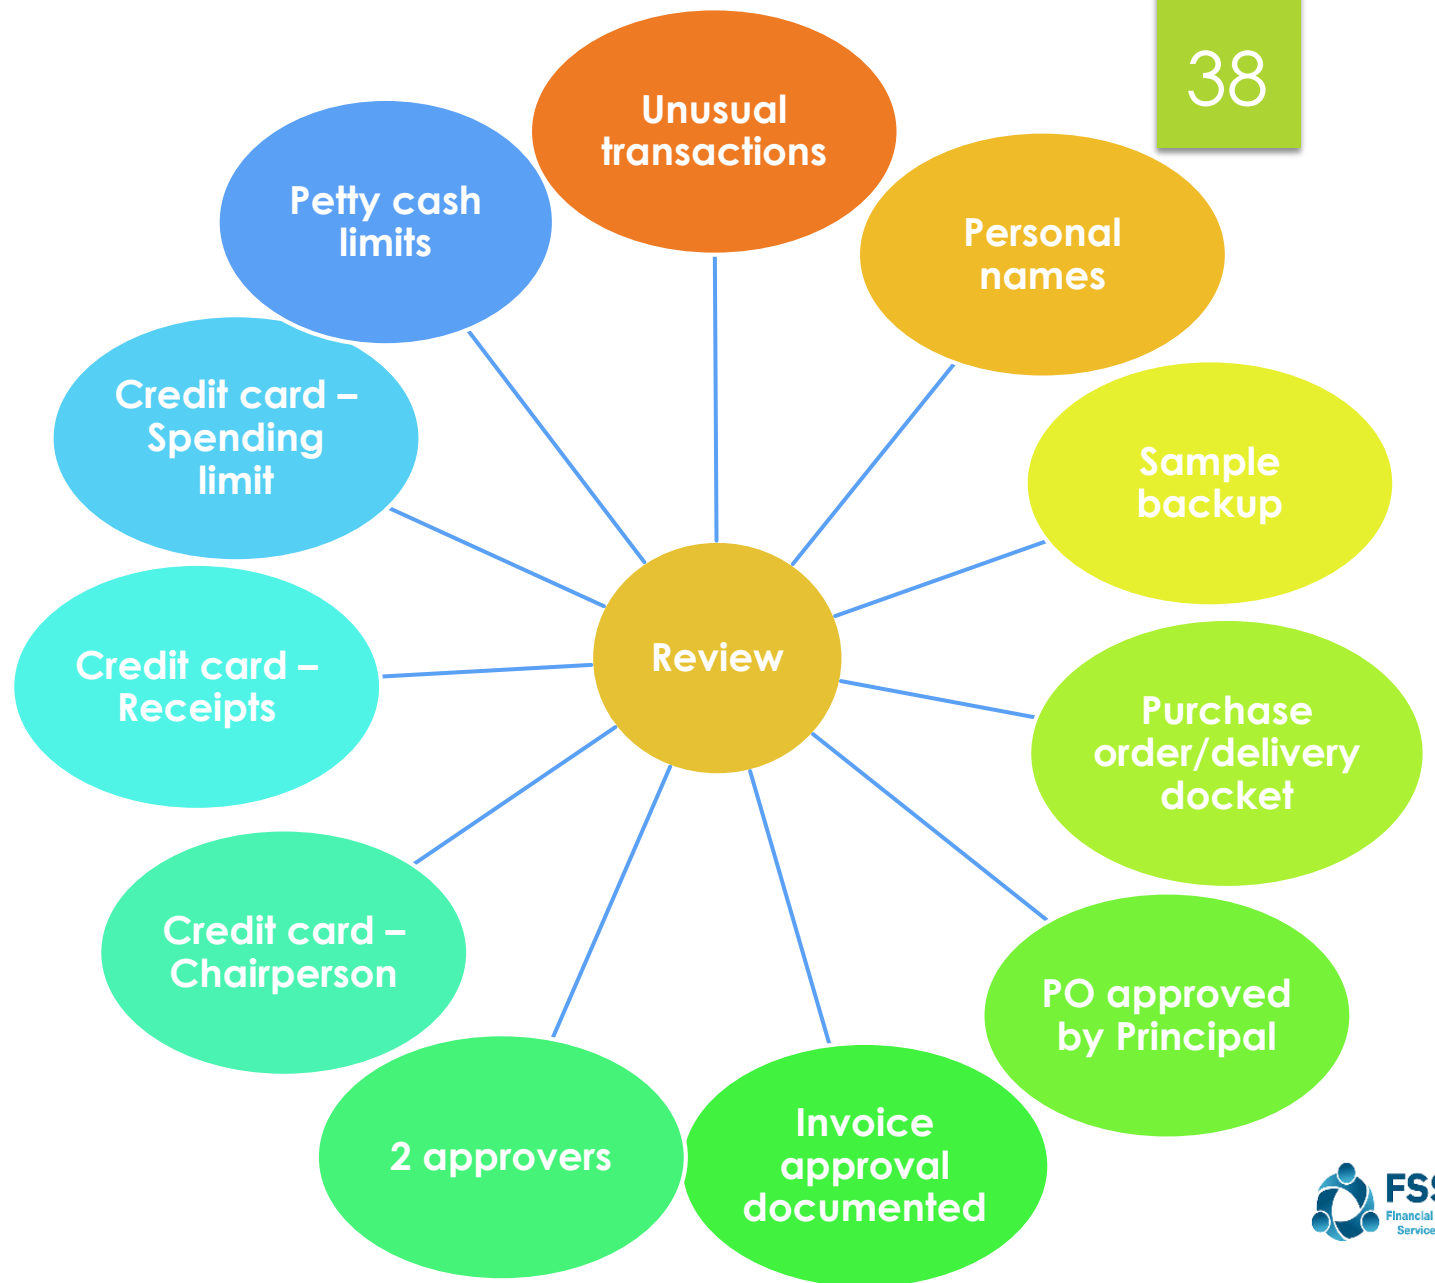 38
Unusual
transactions
Personal
names
Sample
backup
Purchase
order/delivery
docket
PO approved
by Principal
Invoice
approval
documented
2 approvers
Credit card –
Chairperson
Credit card –
Receipts
Credit card –
Spending
limit
Petty cash
limits
Review
Financial